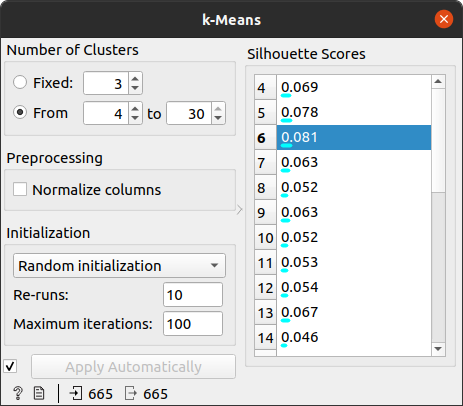 k-Means
Number of Clusters
Fixed: 3
From 4 to 30
Preprocessing
Normalize columns
Initialization
Random initialization
Re-runs: 10
Maximum iterations: 100
Apply Automatically
? 665 665
Silhouette Scores
4 0.069
5 0.078
6 0.081
7 0.063
8 0.052
9 0.063
10 0.052
11 0.053
12 0.054
13 0.067
14 0.046